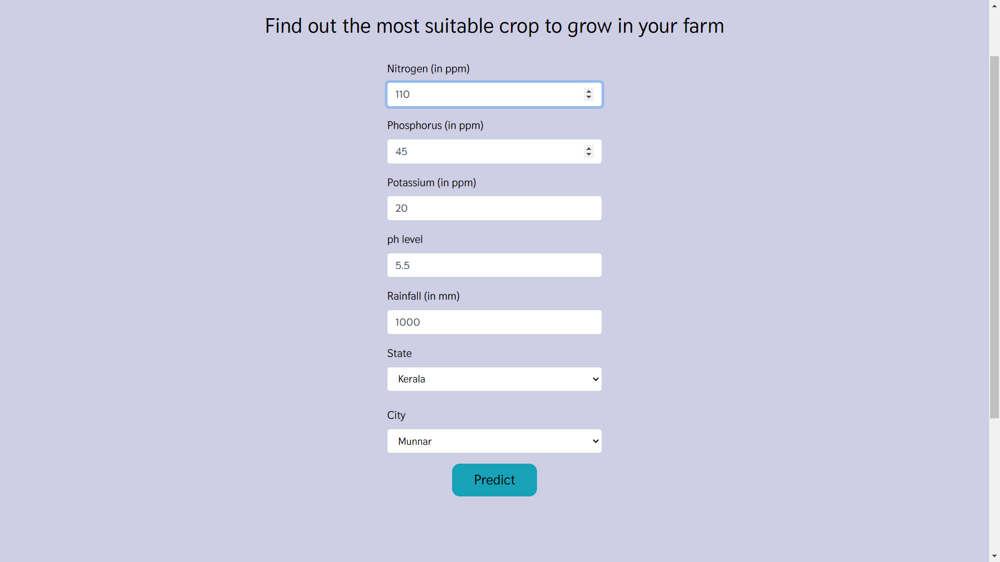 Find out the most suitable crop to grow in your farm
Nitrogen (in ppm)
110
Phosphorus (in ppm)
45
Potassium (in ppm)
20
ph level
5.5
Rainfall (in mm)
1000
State
Kerala
City
Munnar
Predict